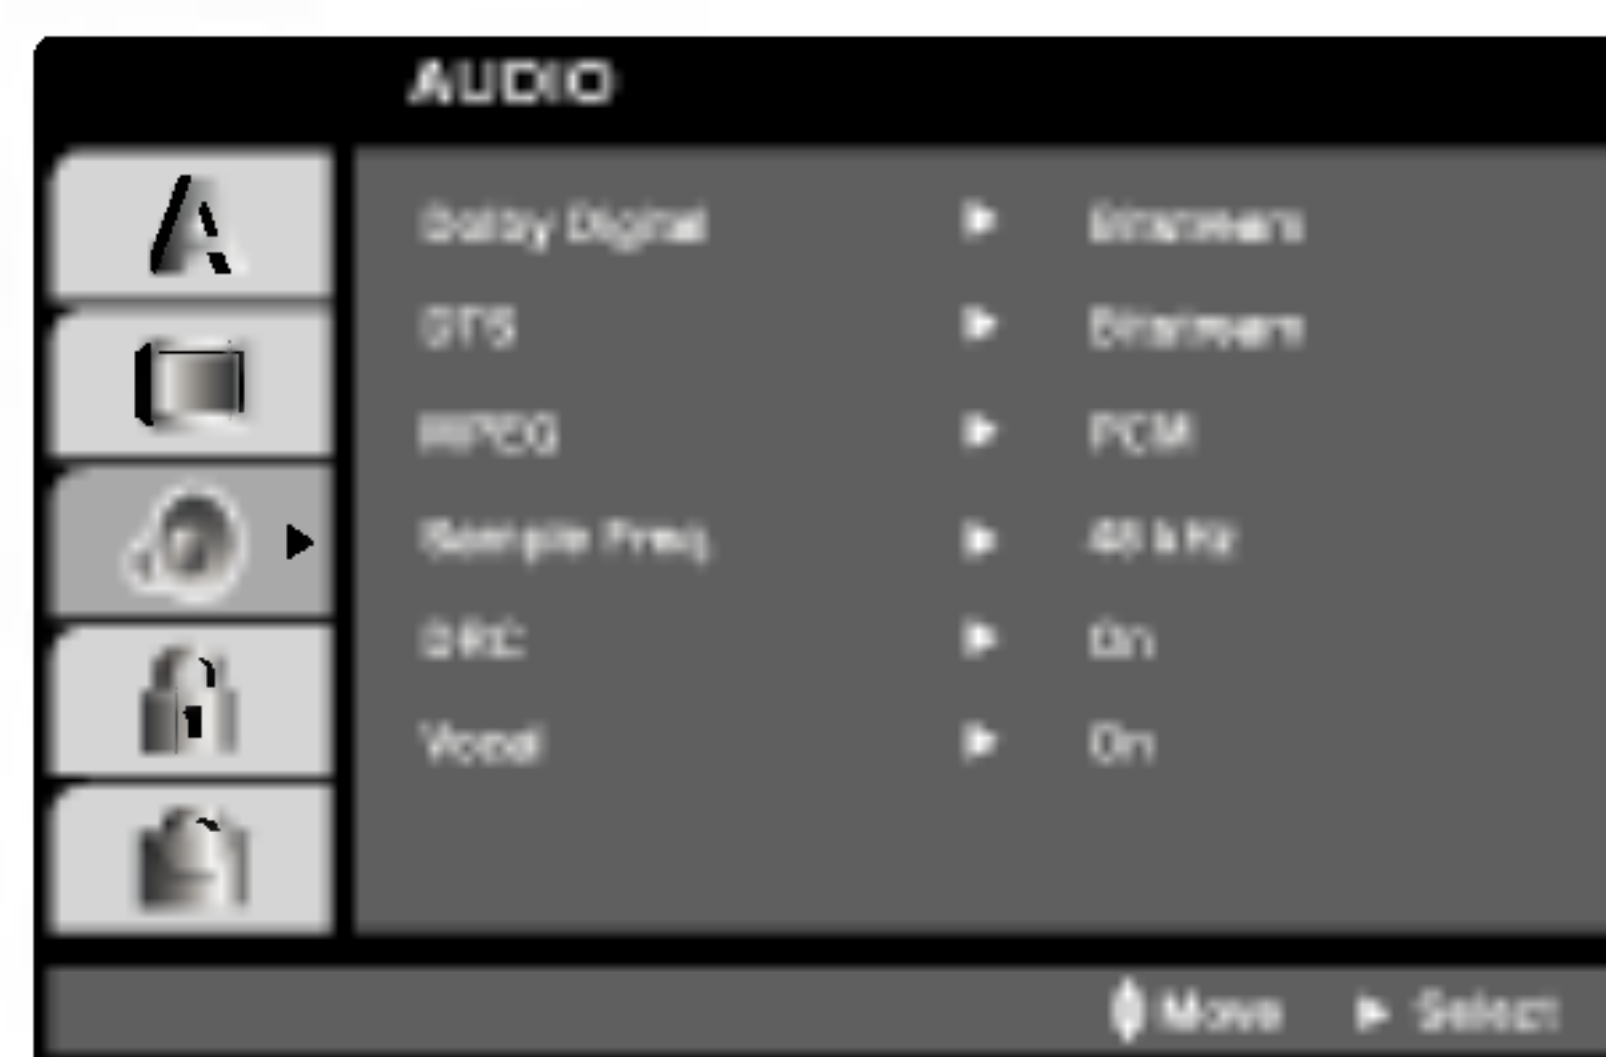 AUDIO
Dolby Digital ▶ Bitstream
DTS ▶ Bitstream
MPEG ▶ PCM
Sample Freq. ▶ 48 kHz
DRC ▶ On
Vocal ▶ On
Move ▶ Select